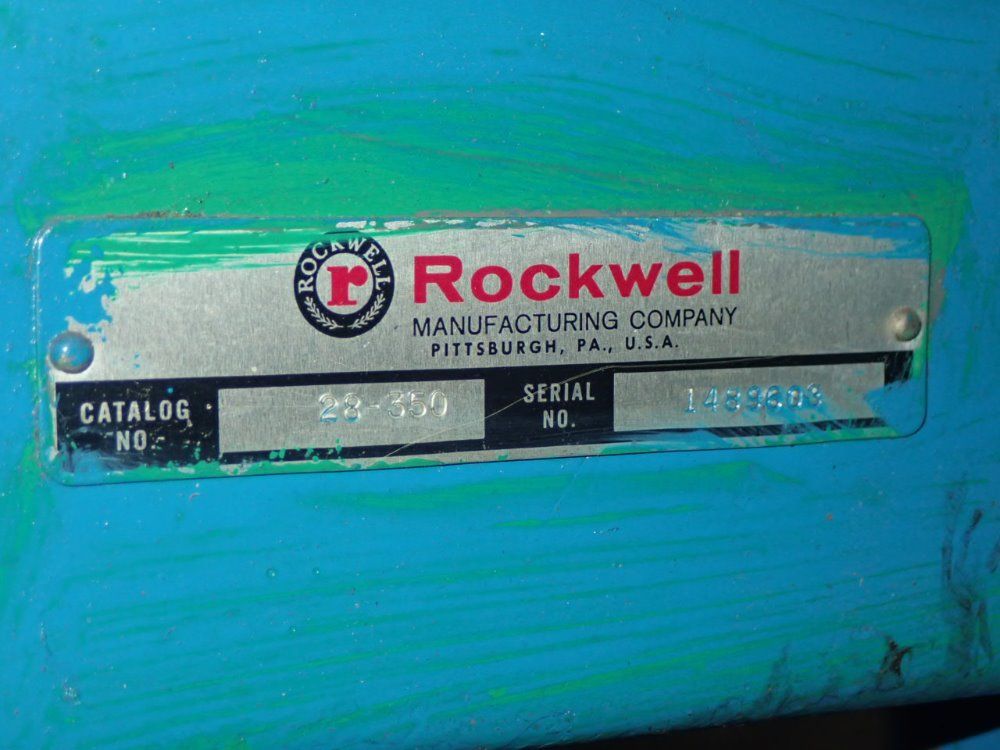 ROCKWELL
r
Rockwell
MANUFACTURING COMPANY
PITTSBURGH, PA., U.S.A.
CATALOG NO. 28-350
SERIAL NO. 1489603